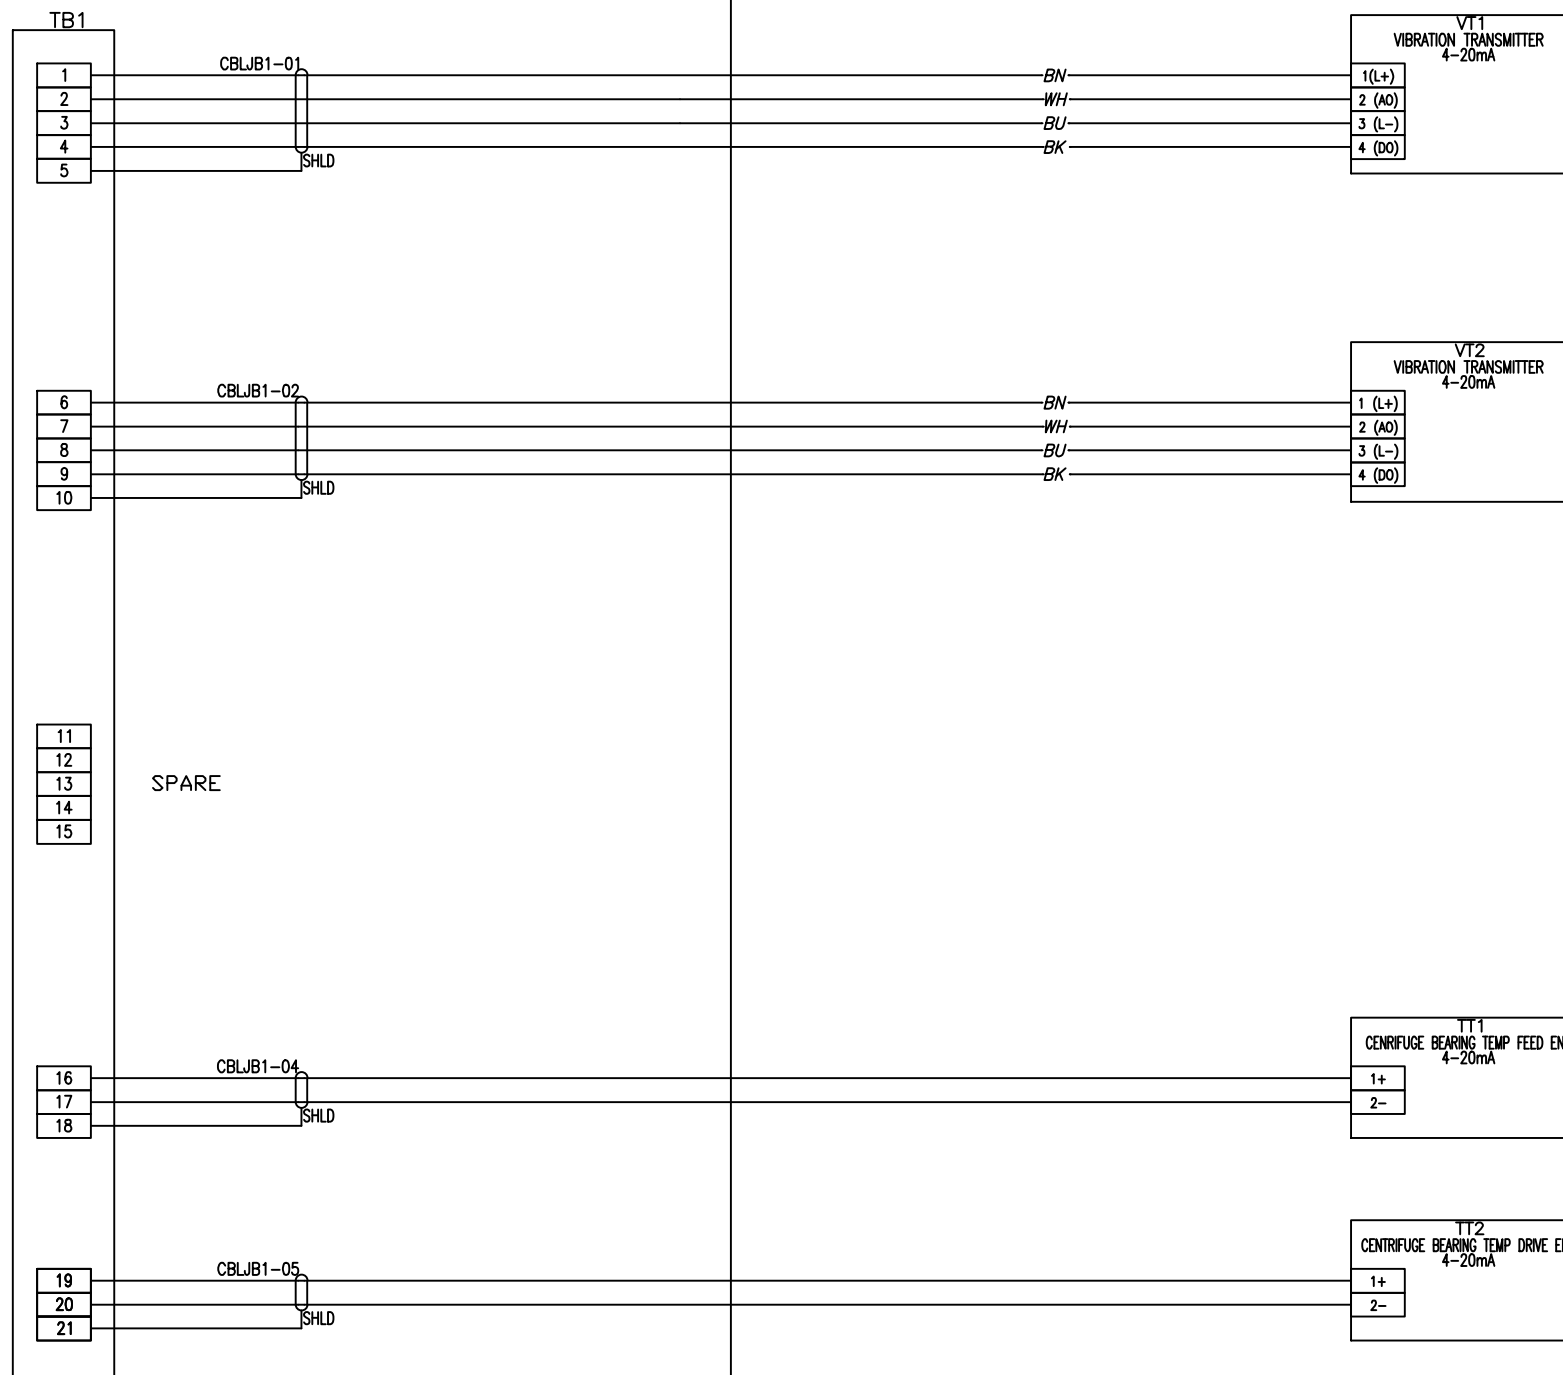 TB1
VT1
VIBRATION TRANSMITTER
4-20mA
CBLJB1-01
1 BN 1(L+)
2 WH 2 (AO)
3 BU 3 (L-)
4 BK 4 (DO)
5 SHLD
VT2
VIBRATION TRANSMITTER
4-20mA
CBLJB1-02
6 BN 1 (L+)
7 WH 2 (AO)
8 BU 3 (L-)
9 BK 4 (DO)
10 SHLD
11
12
13 SPARE
14
15
TT1
CENRIFUGE BEARING TEMP FEED EN
4-20mA
CBLJB1-04
16 1+
17 2-
18 SHLD
TT2
CENTRIFUGE BEARING TEMP DRIVE E
4-20mA
CBLJB1-05
19 1+
20 2-
21 SHLD